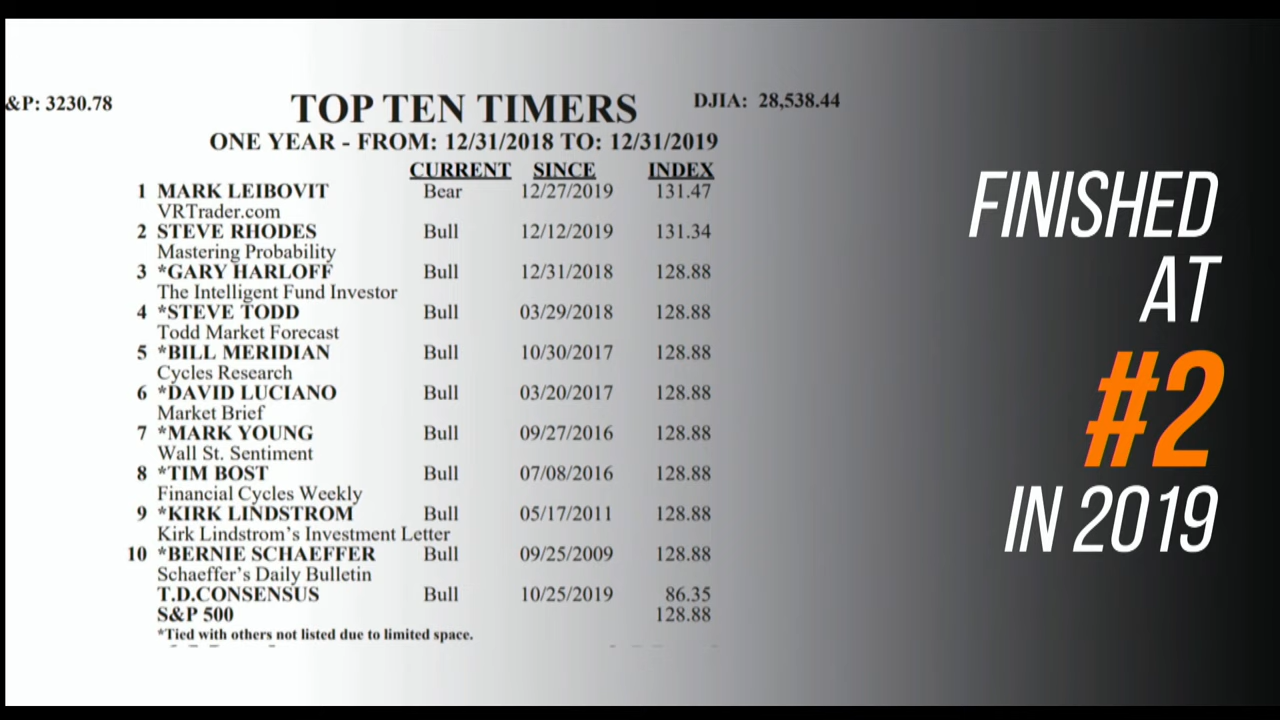 &P: 3230.78
TOP TEN TIMERS
DJIA: 28,538.44
ONE YEAR - FROM: 12/31/2018 TO: 12/31/2019
CURRENT SINCE INDEX
1 MARK LEIBOVIT Bear 12/27/2019 131.47
VRTrader.com
2 STEVE RHODES Bull 12/12/2019 131.34
Mastering Probability
3 *GARY HARLOFF Bull 12/31/2018 128.88
The Intelligent Fund Investor
4 *STEVE TODD Bull 03/29/2018 128.88
Todd Market Forecast
5 *BILL MERIDIAN Bull 10/30/2017 128.88
Cycles Research
6 *DAVID LUCIANO Bull 03/20/2017 128.88
Market Brief
7 *MARK YOUNG Bull 09/27/2016 128.88
Wall St. Sentiment
8 *TIM BOST Bull 07/08/2016 128.88
Financial Cycles Weekly
9 *KIRK LINDSTROM Bull 05/17/2011 128.88
Kirk Lindstrom's Investment Letter
10 *BERNIE SCHAEFFER Bull 09/25/2009 128.88
Schaeffer's Daily Bulletin
T.D.CONSENSUS Bull 10/25/2019 86.35
S&P 500 128.88
*Tied with others not listed due to limited space.
FINISHED
AT
#2
IN 2019